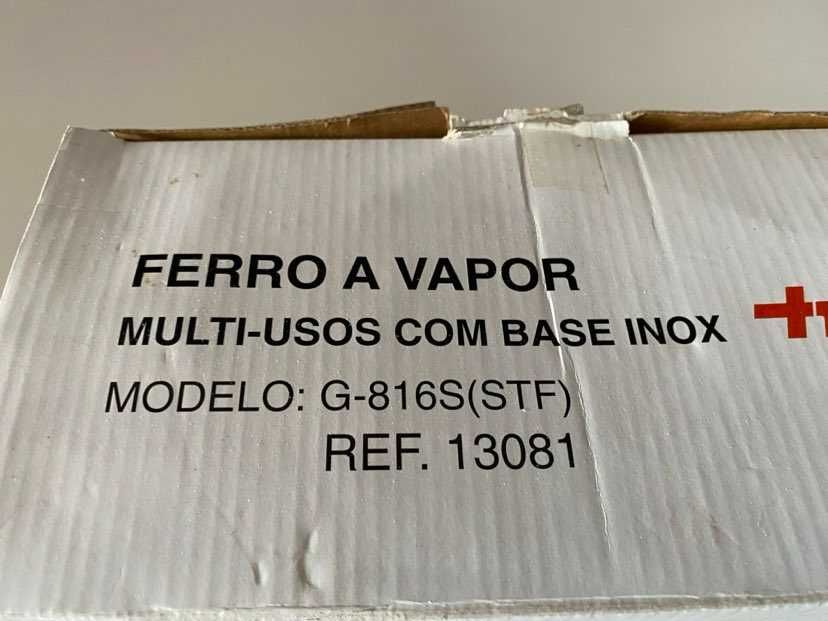 FERRO A VAPOR
MULTI-USOS COM BASE INOX
MODELO: G-816S(STF)
REF. 13081